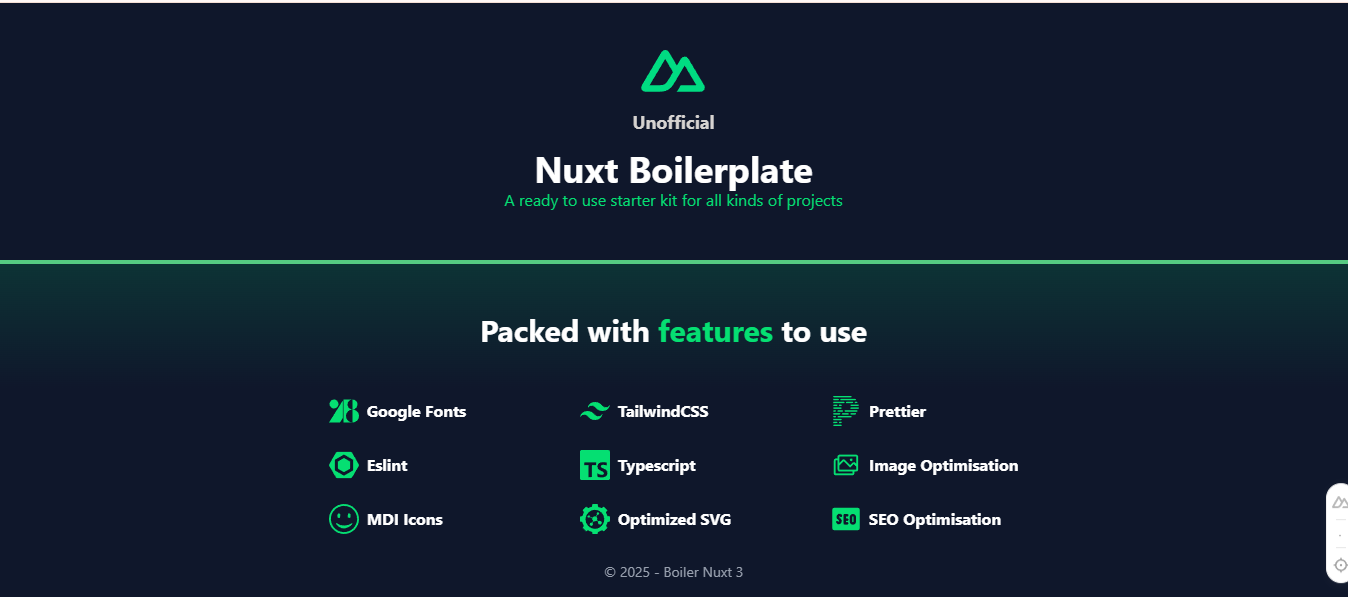 Unofficial
Nuxt Boilerplate
A ready to use starter kit for all kinds of projects
Packed with features to use
Google Fonts
TailwindCSS
Prettier
Eslint
TS
Typescript
Image Optimisation
MDI Icons
Optimized SVG
SEO
SEO Optimisation
© 2025 - Boiler Nuxt 3